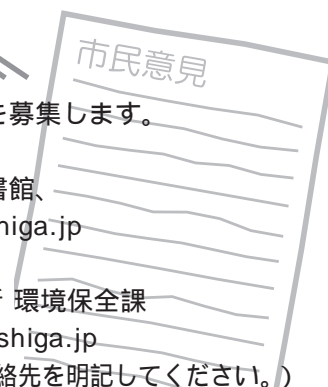 市民意見
を募集します。
書館、
higa.jp
環境保全課
shiga.jp
絡先を明記してください。)